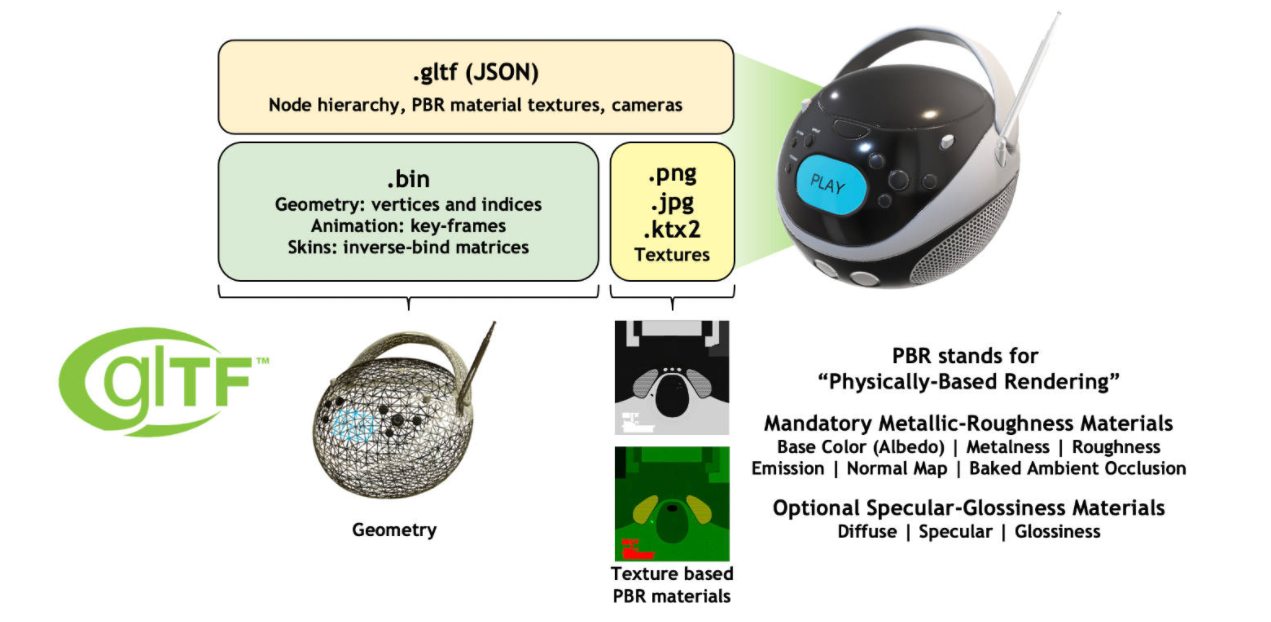 .gltf (JSON)
Node hierarchy, PBR material textures, cameras
.bin
Geometry: vertices and indices
Animation: key-frames
Skins: inverse-bind matrices
.png
.jpg
.ktx2
Textures
PLAY
glTF™
Geometry
Texture based
PBR materials
PBR stands for
“Physically-Based Rendering”
Mandatory Metallic-Roughness Materials
Base Color (Albedo) | Metalness | Roughness
Emission | Normal Map | Baked Ambient Occlusion
Optional Specular-Glossiness Materials
Diffuse | Specular | Glossiness